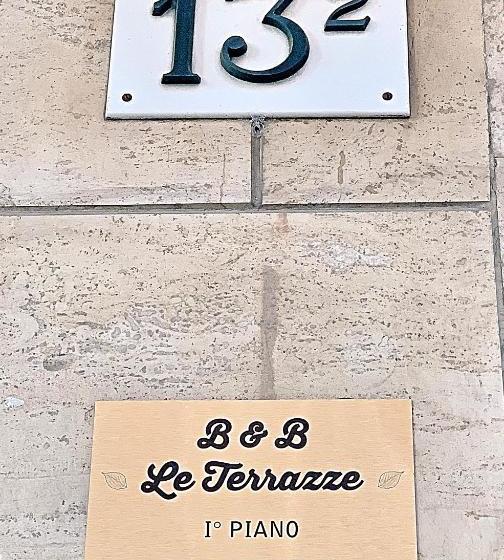 13²
B & B
Le Terrazze
I° PIANO